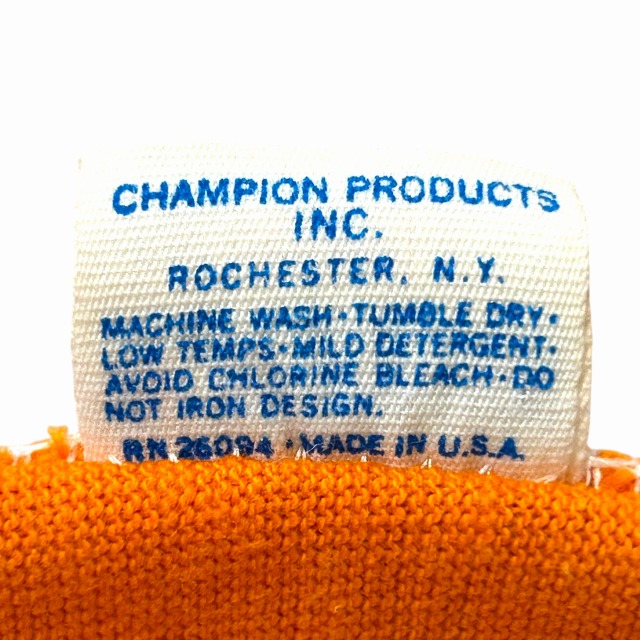 CHAMPION PRODUCTS
INC.
ROCHESTER, N.Y.
MACHINE WASH·TUMBLE DRY·
LOW TEMPS·MILD DETERGENT·
AVOID CHLORINE BLEACH·DO
NOT IRON DESIGN.
RN 26094 · MADE IN U.S.A.